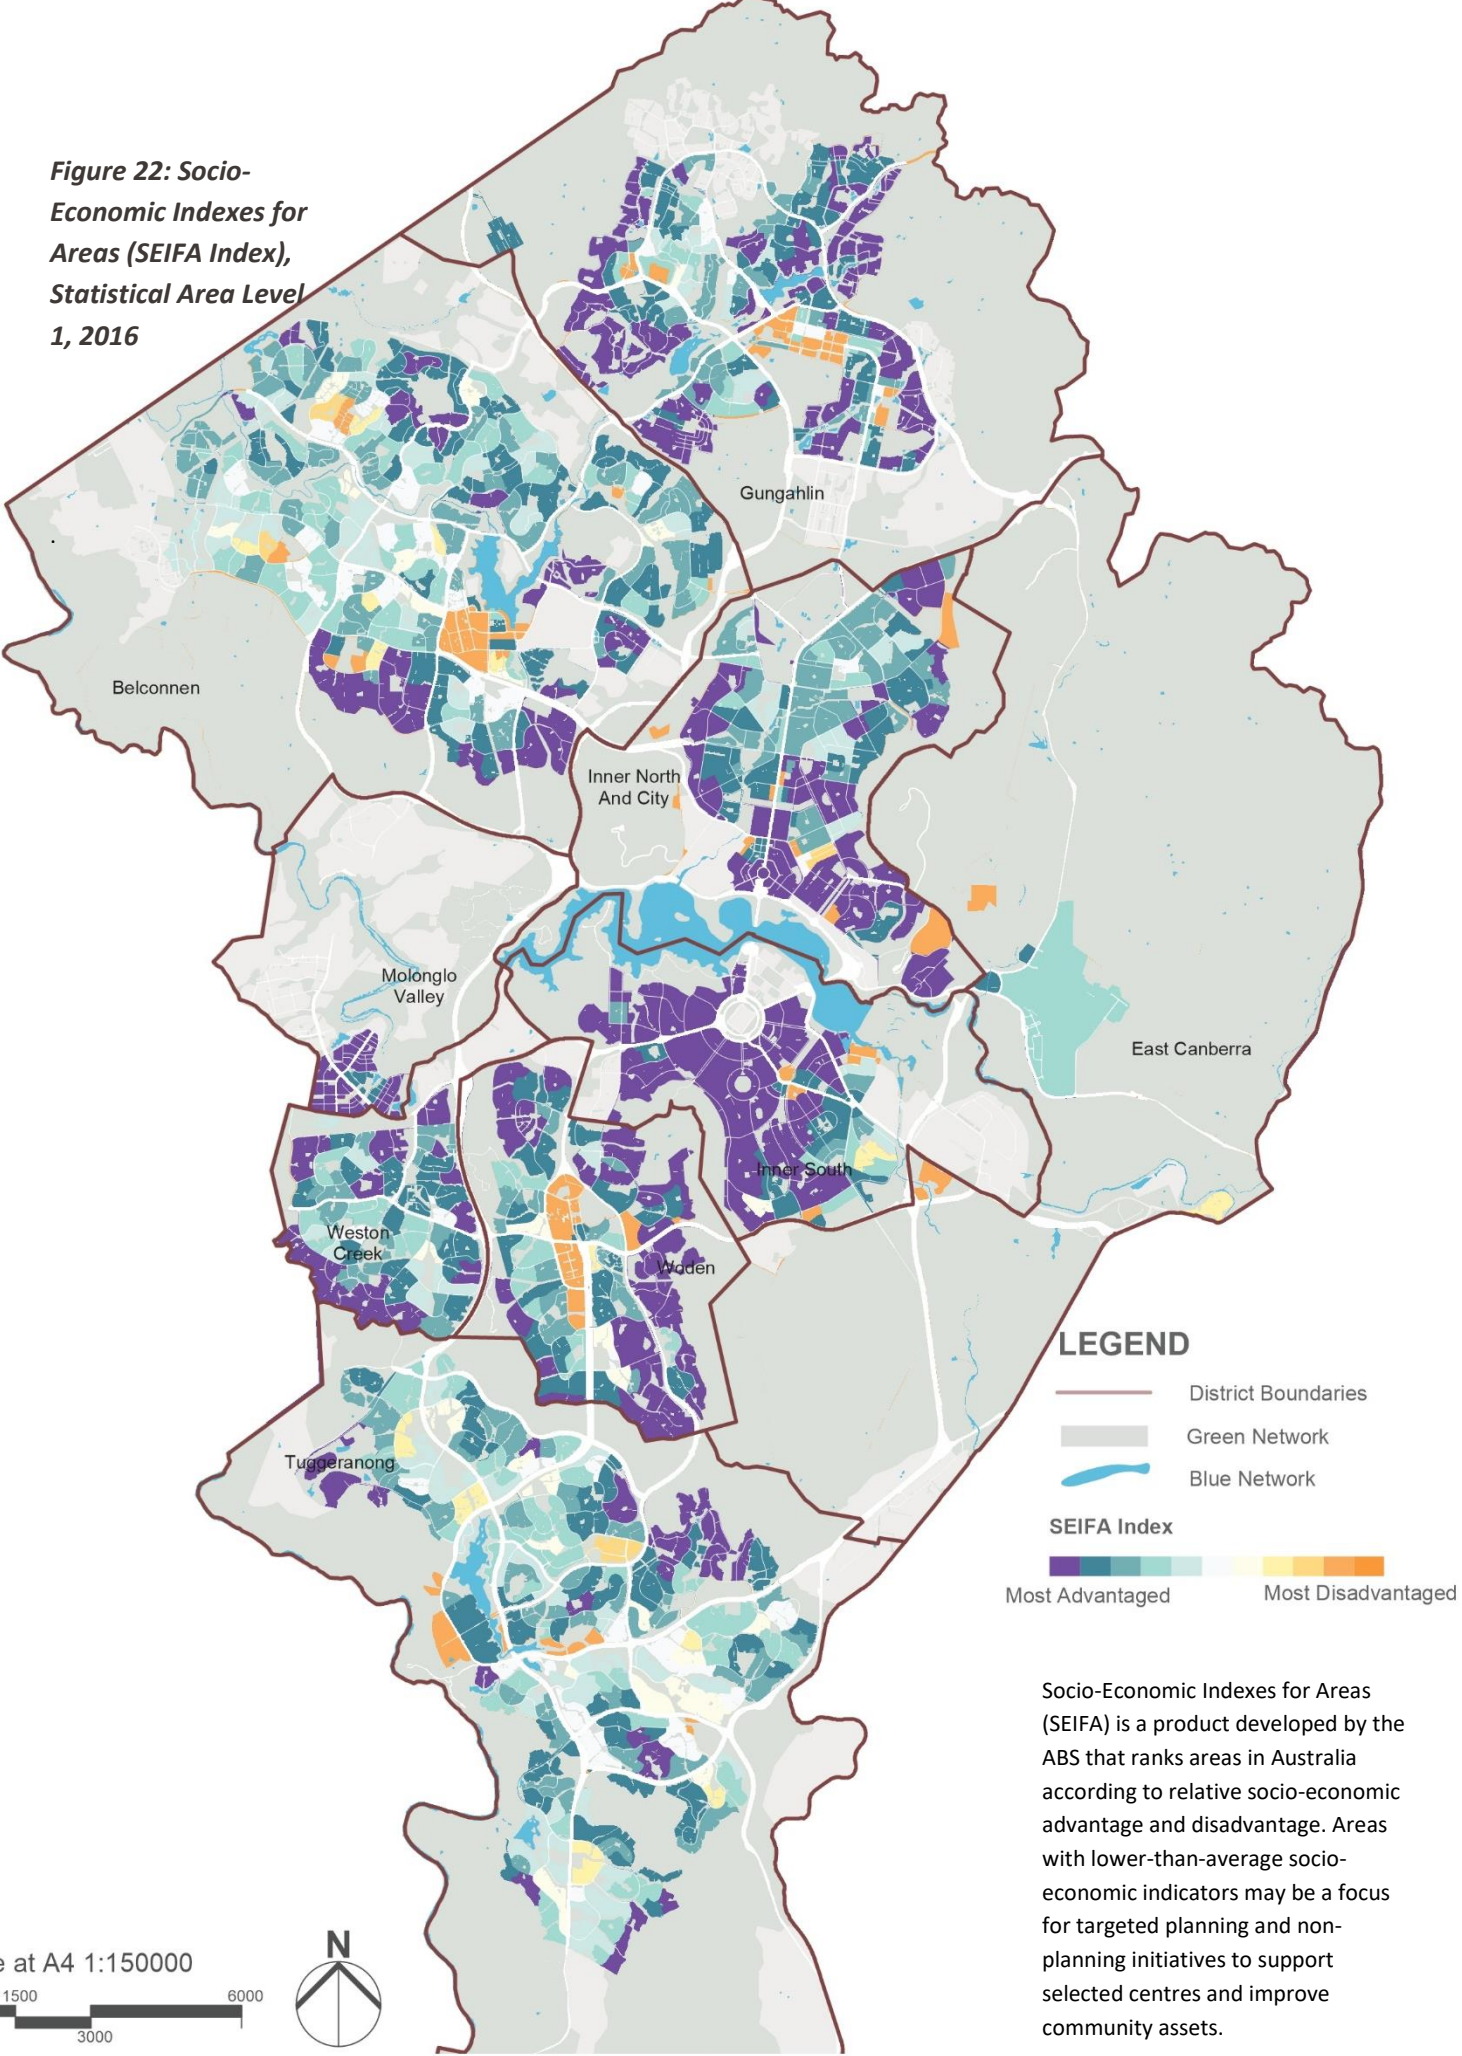 Figure 22: Socio-
Economic Indexes for
Areas (SEIFA Index),
Statistical Area Level
1, 2016
Gungahlin
.
Belconnen
Inner North
And City
Molonglo
Valley
East Canberra
Inner South
Weston
Creek
Woden
Tuggeranong
LEGEND
District Boundaries
Green Network
Blue Network
SEIFA Index
Most Advantaged
Most Disadvantaged
Socio-Economic Indexes for Areas
(SEIFA) is a product developed by the
ABS that ranks areas in Australia
according to relative socio-economic
advantage and disadvantage. Areas
with lower-than-average socio-
economic indicators may be a focus
for targeted planning and non-
planning initiatives to support
selected centres and improve
community assets.
e at A4 1:150000
1500
6000
3000
N